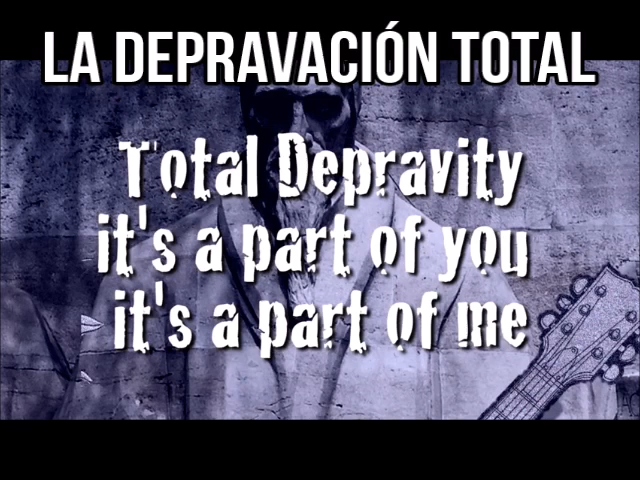 LA DEPRAVACIÓN TOTAL
Total Depravity
it's a part of you
it's a part of me